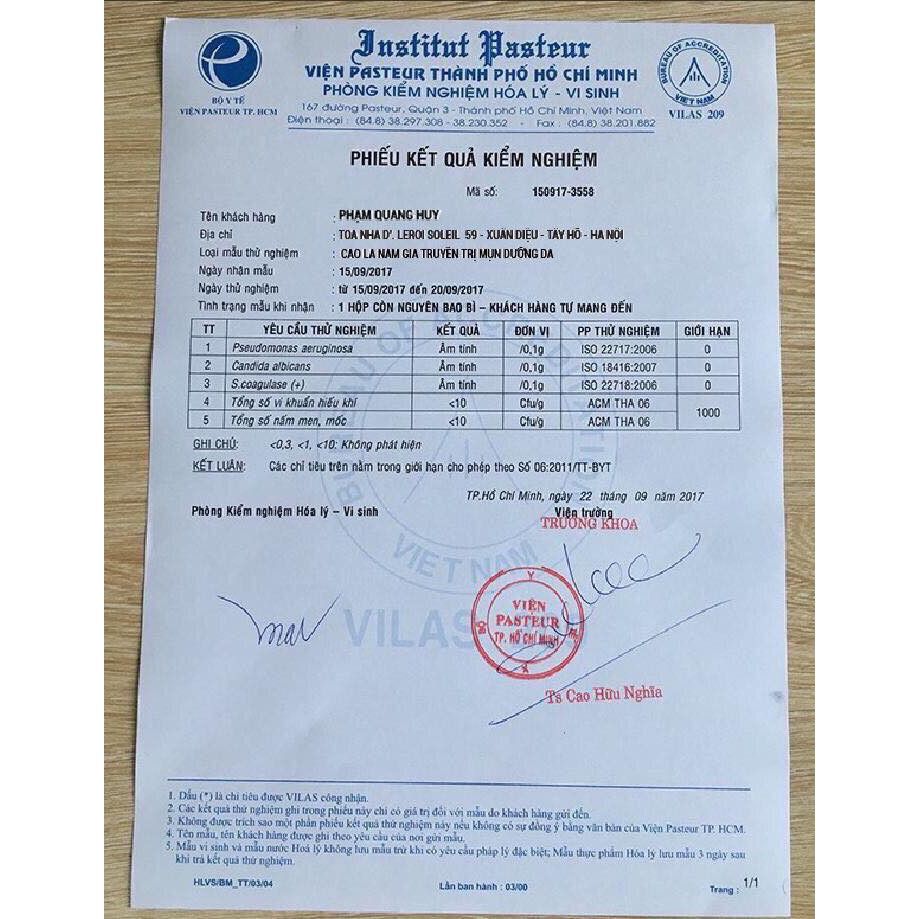 Institut Pasteur
VIỆN PASTEUR THÀNH PHỐ HỒ CHÍ MINH
PHÒNG KIỂM NGHIỆM HÓA LÝ - VI SINH
167 đường Pasteur, Quận 3 - Thành phố Hồ Chí Minh, Việt Nam
Điện thoại : (84.8) 38.297.308 - 38.230.352 - Fax : (84.8) 38.201.882
BỘ Y TẾ
VIỆN PASTEUR TP. HCM
BUREAU OF ACCREDITATION
VIET NAM
VILAS 209
PHIẾU KẾT QUẢ KIỂM NGHIỆM
Mã số: 150917-3558
Tên khách hàng : PHẠM QUANG HUY
Địa chỉ : TOA NHA D'. LEROI SOLEIL 59 - XUÂN DIỆU - TÂY HÔ - HA NỘI
Loại mẫu thử nghiệm : CAO LA NAM GIA TRUYỀN TRỊ MỤN DƯỠNG DA
Ngày nhận mẫu : 15/09/2017
Ngày thử nghiệm : từ 15/09/2017 đến 20/09/2017
Tình trạng mẫu khi nhận : 1 HỘP CÒN NGUYÊN BAO BÌ – KHÁCH HÀNG TỰ MANG ĐẾN
TT YÊU CẦU THỬ NGHIỆM KẾT QUẢ ĐƠN VỊ PP THỬ NGHIỆM GIỚI HẠN
1 Pseudomonas aeruginosa Âm tính /0,1g ISO 22717:2006 0
2 Candida albicans Âm tính /0,1g ISO 18416:2007 0
3 S.coagulase (+) Âm tính /0,1g ISO 22718:2006 0
4 Tổng số vi khuẩn hiếu khí <10 Cfu/g ACM THA 06 1000
5 Tổng số nấm men, mốc <10 Cfu/g ACM THA 06
GHI CHÚ: <0,3, <1, <10: Không phát hiện
KẾT LUẬN: Các chỉ tiêu trên nằm trong giới hạn cho phép theo Số 06:2011/TT-BYT
TP.Hồ Chí Minh, ngày 22 tháng 09 năm 2017
Phòng Kiểm nghiệm Hóa lý – Vi sinh
Viện trưởng
TRƯỞNG KHOA
VIỆN
PASTEUR
TP. HỒ CHÍ MINH
Ts Cao Hữu Nghĩa
BUREAU OF ACCREDITATION
VIET NAM
VILAS 209
1. Dấu (*) là chỉ tiêu được VILAS công nhận.
2. Các kết quả thử nghiệm ghi trong phiếu này chỉ có giá trị đối với mẫu do khách hàng gửi đến.
3. Không được trích sao một phần phiếu kết quả thử nghiệm này nếu không có sự đồng ý bằng văn bản của Viện Pasteur TP. HCM.
4. Tên mẫu, tên khách hàng được ghi theo yêu cầu của nơi gửi mẫu.
5. Mẫu vi sinh và mẫu nước Hoá lý không lưu mẫu trừ khi có yêu cầu pháp lý đặc biệt; Mẫu thực phẩm Hóa lý lưu mẫu 3 ngày sau
khi trả kết quả thử nghiệm.
HLVS/BM_TT/03/04
Lần ban hành : 03/00
Trang : 1/1